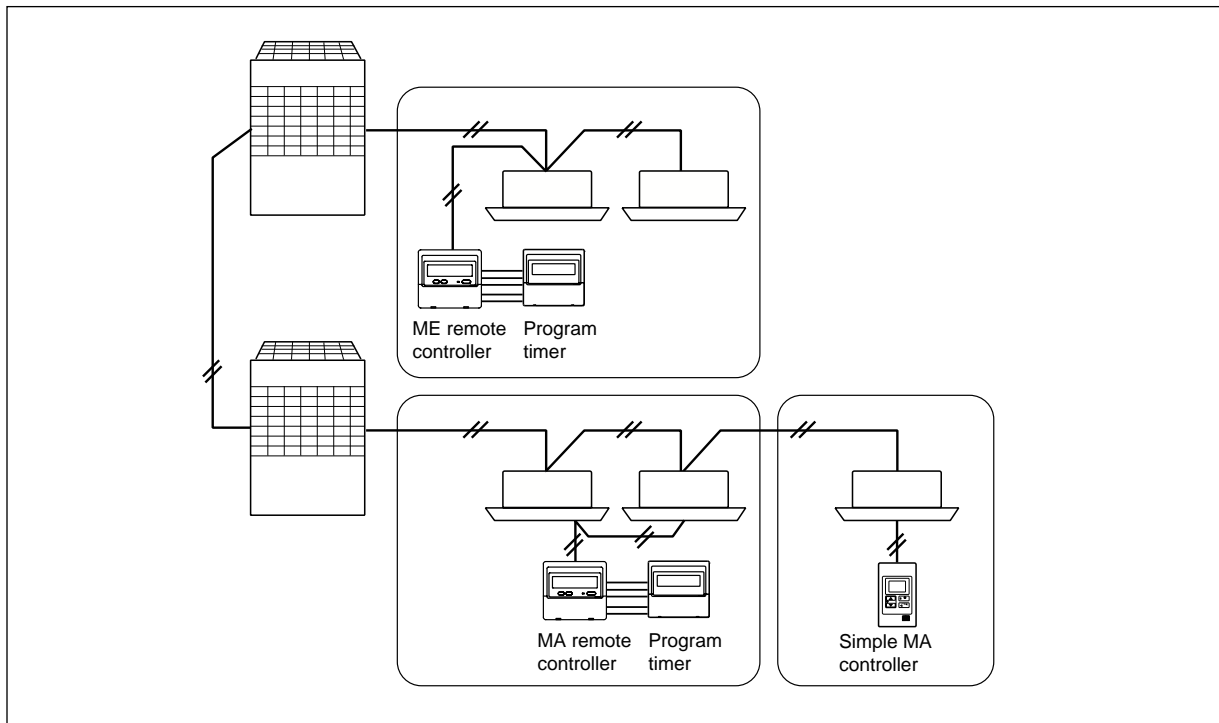 ME remote
controller
Program
timer
MA remote
controller
Program
timer
Simple MA
controller